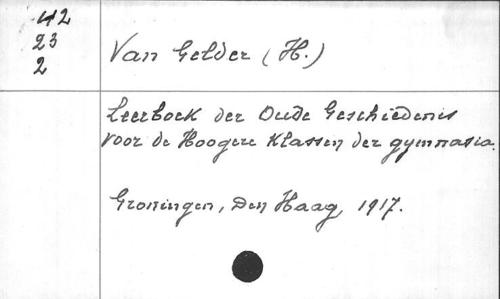 42
23
2
Van Gelder (H.)
Leerboek der Oude Geschiedenis
voor de Hoogere Klassen der gymnasia.
Groningen, Den Haag, 1917.